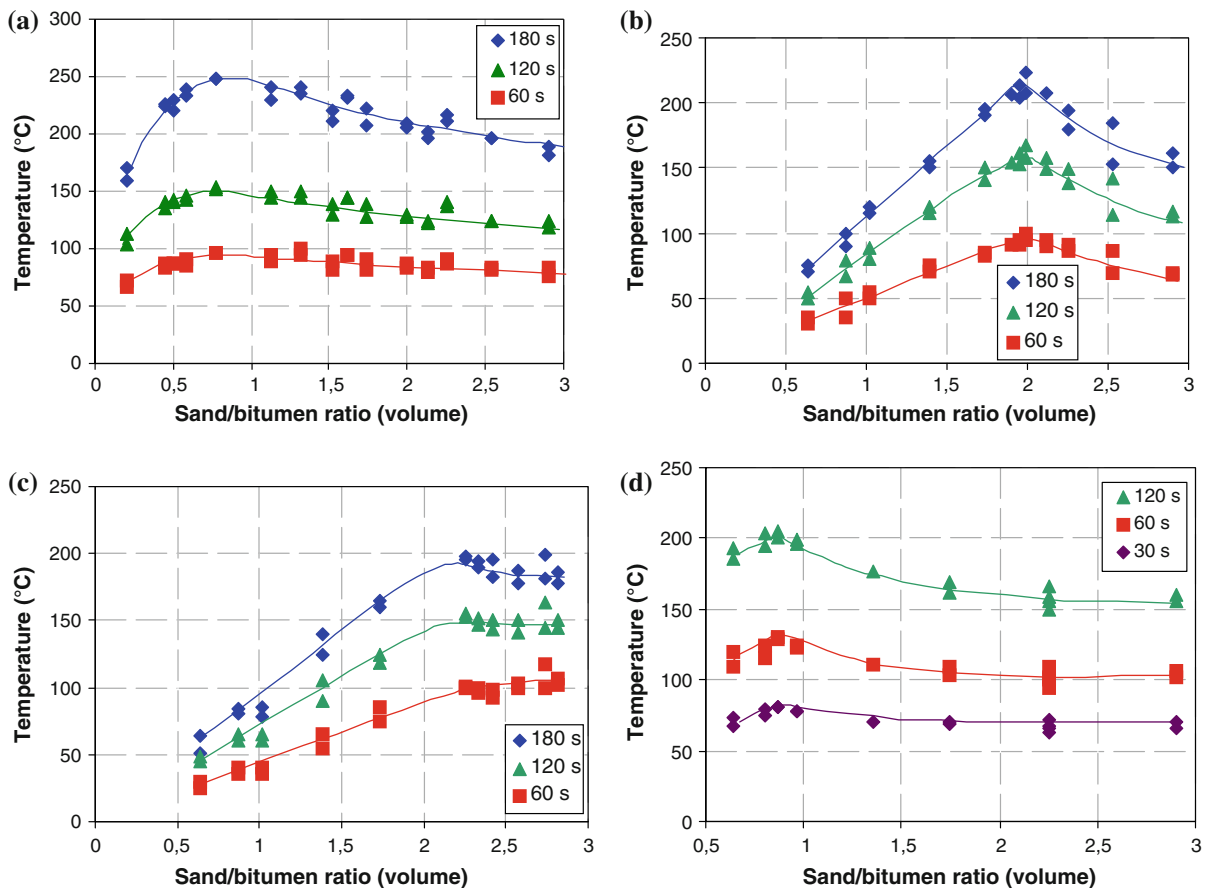 (a)
300
250
200
150
100
50
0
Temperature (°C)
180 s
120 s
60 s
0
0,5
1
1,5
2
2,5
3
Sand/bitumen ratio (volume)
(b)
250
200
150
100
50
0
Temperature (°C)
180 s
120 s
60 s
0
0,5
1
1,5
2
2,5
3
Sand/bitumen ratio (volume)
(c)
250
200
150
100
50
0
Temperature (°C)
180 s
120 s
60 s
0
0,5
1
1,5
2
2,5
3
Sand/bitumen ratio (volume)
(d)
250
200
150
100
50
0
Temperature (°C)
120 s
60 s
30 s
0,5
1
1,5
2
2,5
3
Sand/bitumen ratio (volume)